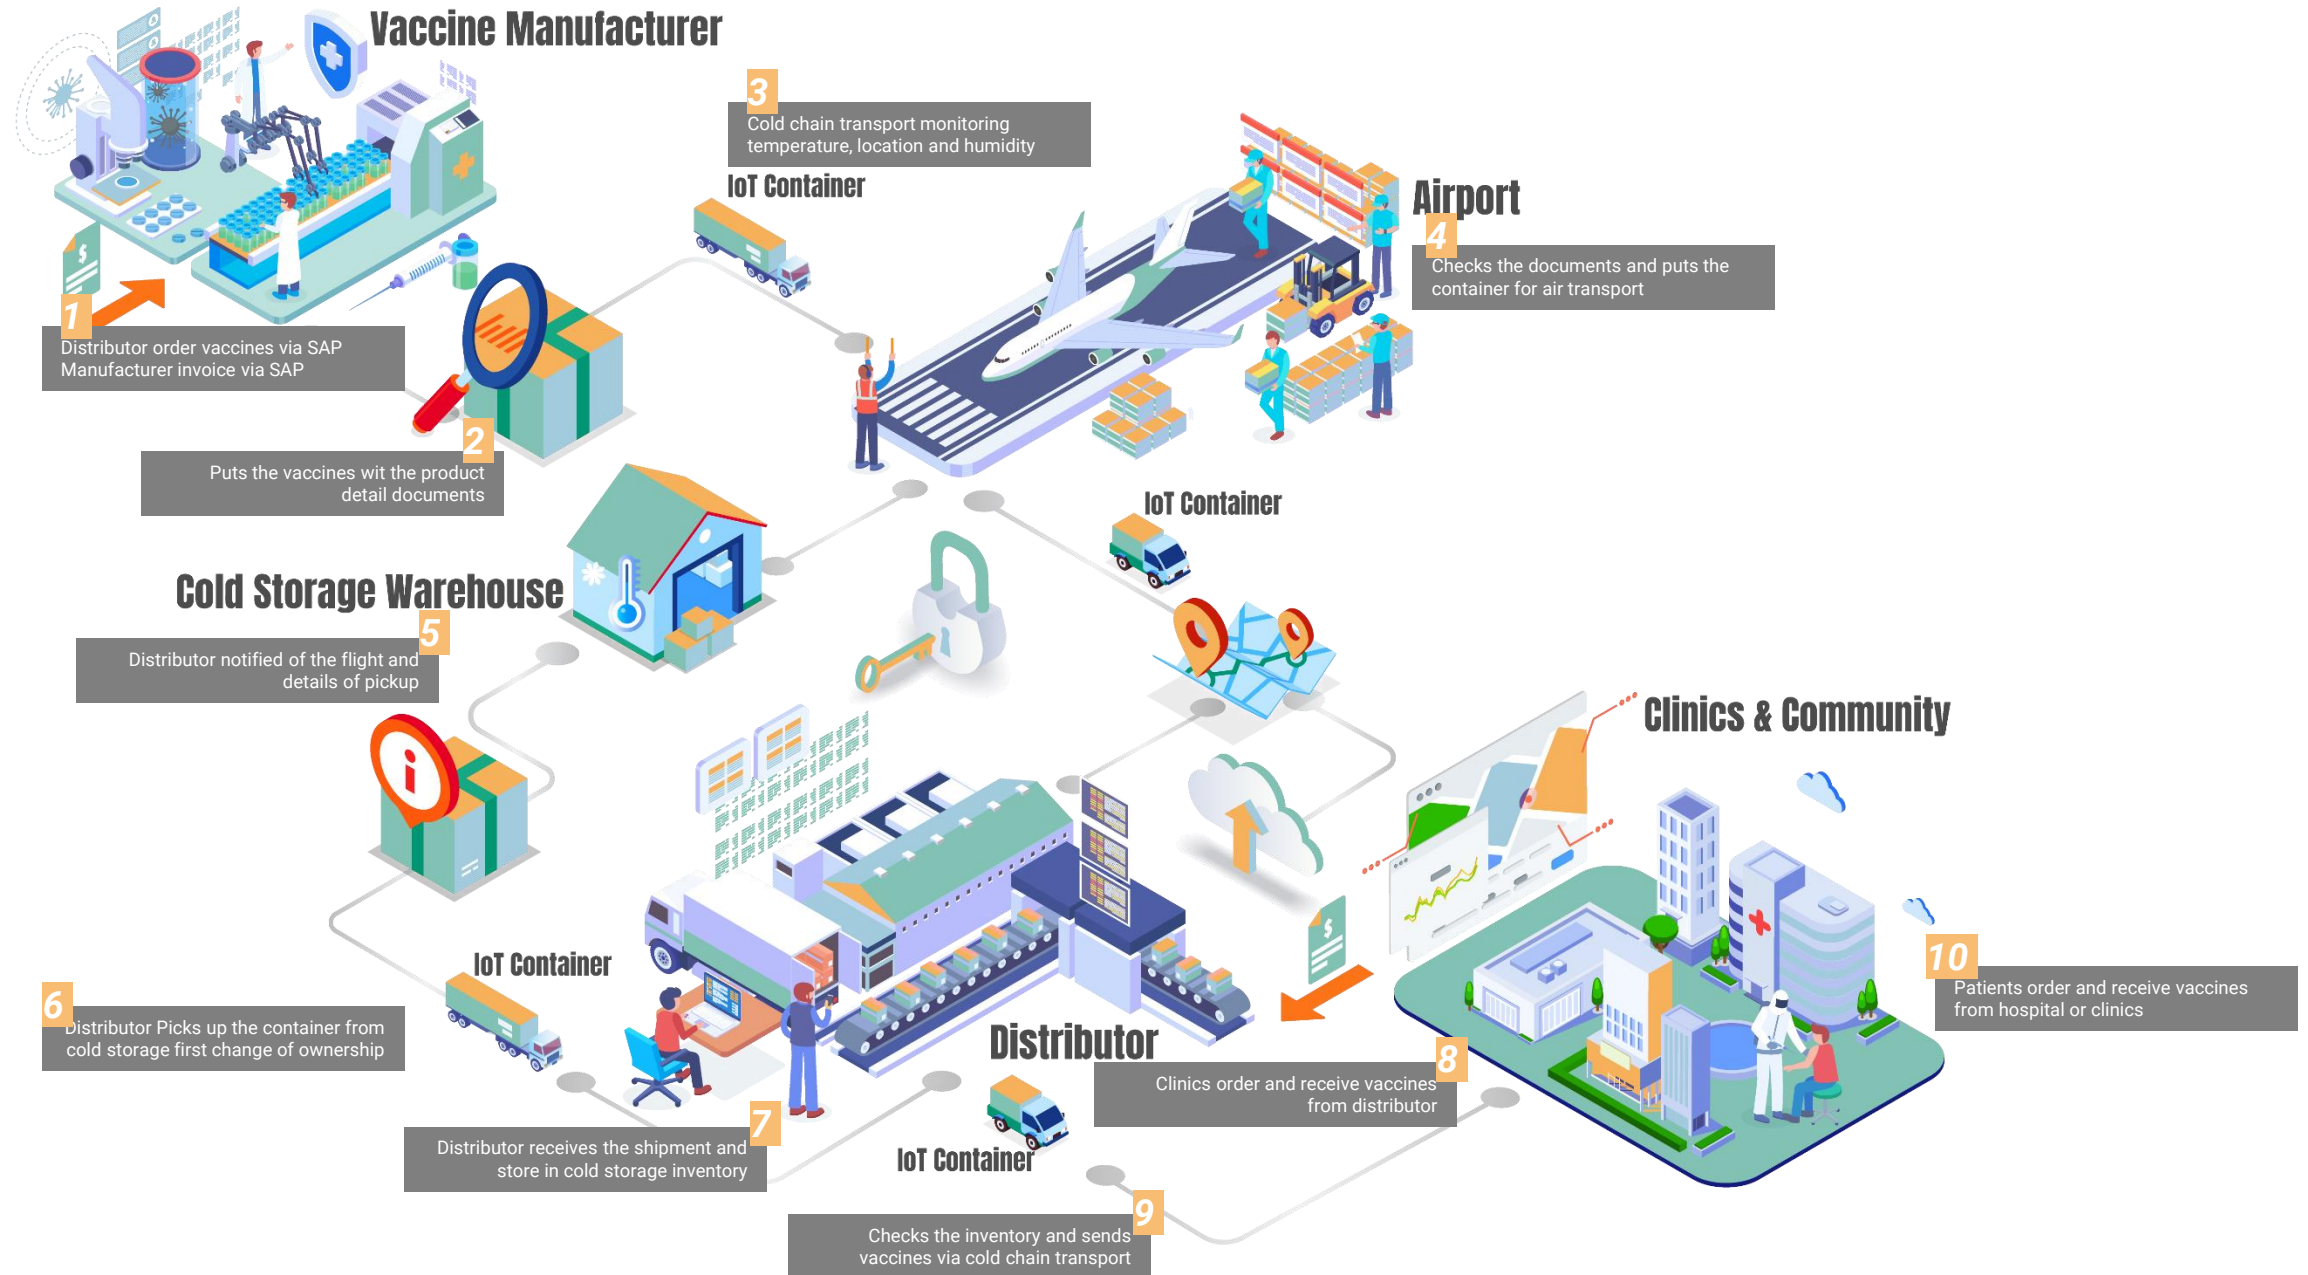 Vaccine Manufacturer
1
Distributor order vaccines via SAP
Manufacturer invoice via SAP
2
Puts the vaccines wit the product
detail documents
3
Cold chain transport monitoring
temperature, location and humidity
IoT Container
Airport
4
Checks the documents and puts the
container for air transport
IoT Container
Cold Storage Warehouse
5
Distributor notified of the flight and
details of pickup
6
Distributor Picks up the container from
cold storage first change of ownership
IoT Container
7
Distributor receives the shipment and
store in cold storage inventory
Distributor
8
Clinics order and receive vaccines
from distributor
IoT Container
9
Checks the inventory and sends
vaccines via cold chain transport
Clinics & Community
10
Patients order and receive vaccines
from hospital or clinics
$
$
i